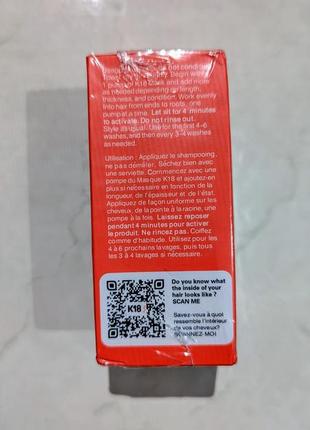 not condition
Begin with
1 pump of K18 Mask and add more
as needed depending on length,
thickness, and condition. Work evenly
into hair from ends to roots, one
pump at a time. Let sit for 4 minutes
to activate. Do not rinse out.
Style as usual. Use for the first 4-6
washes, and then every 3-4 washes
as needed.
Utilisation : Appliquez le shampooing,
ne pas démêler. Séchez bien avec
une serviette. Commencez avec une
pompe du Masque K18 et ajoutez-en
plus si nécessaire en fonction de la
longueur, de l'épaisseur et de l'état.
Appliquez de façon uniforme sur les
cheveux, de la pointe à la racine, une
pompe à la fois. Laissez reposer
pendant 4 minutes pour activer
le produit. Ne rincez pas. Coiffez
comme d'habitude. Utilisez pour les
4 à 6 prochains lavages, puis tous
les 3 à 4 lavages si nécessaire.
K18
Do you know what
the inside of your
hair looks like ?
SCAN ME
Savez-vous à quoi
ressemble l'intérieur
de vos cheveux?
SCANNEZ-MOI